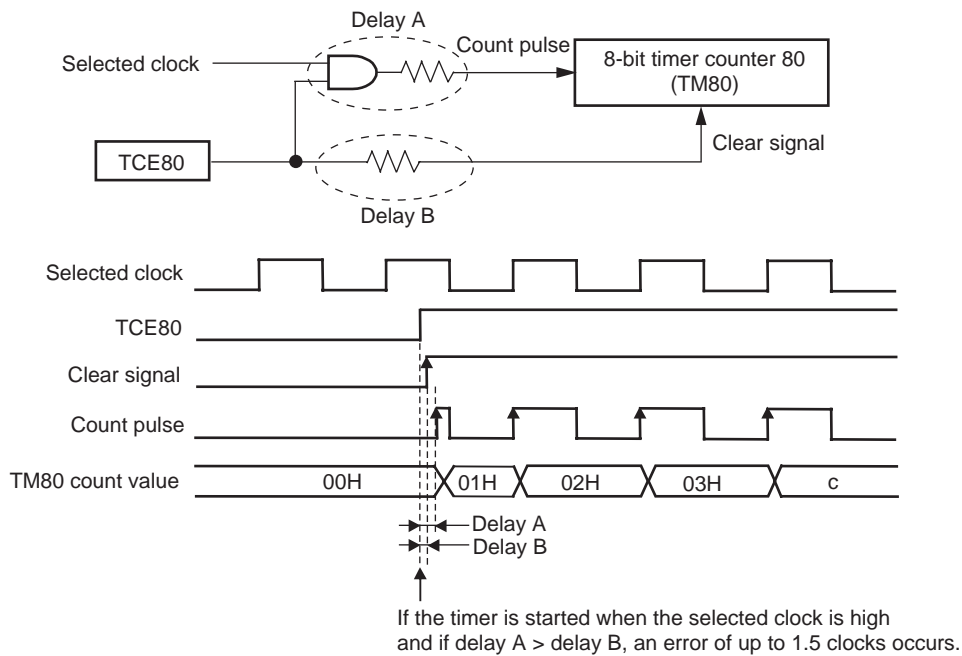 Delay A
Count pulse
Selected clock
8-bit timer counter 80
(TM80)
Clear signal
TCE80
Delay B
Selected clock
TCE80
Clear signal
Count pulse
TM80 count value
00H
01H
02H
03H
c
Delay A
Delay B
If the timer is started when the selected clock is high
and if delay A > delay B, an error of up to 1.5 clocks occurs.